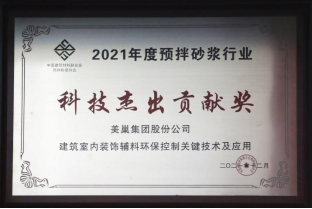 2021年度预拌砂浆行业
科技杰出贡献奖
美巢集团股份公司
建筑室内装饰辅料环保控制关键技术及应用